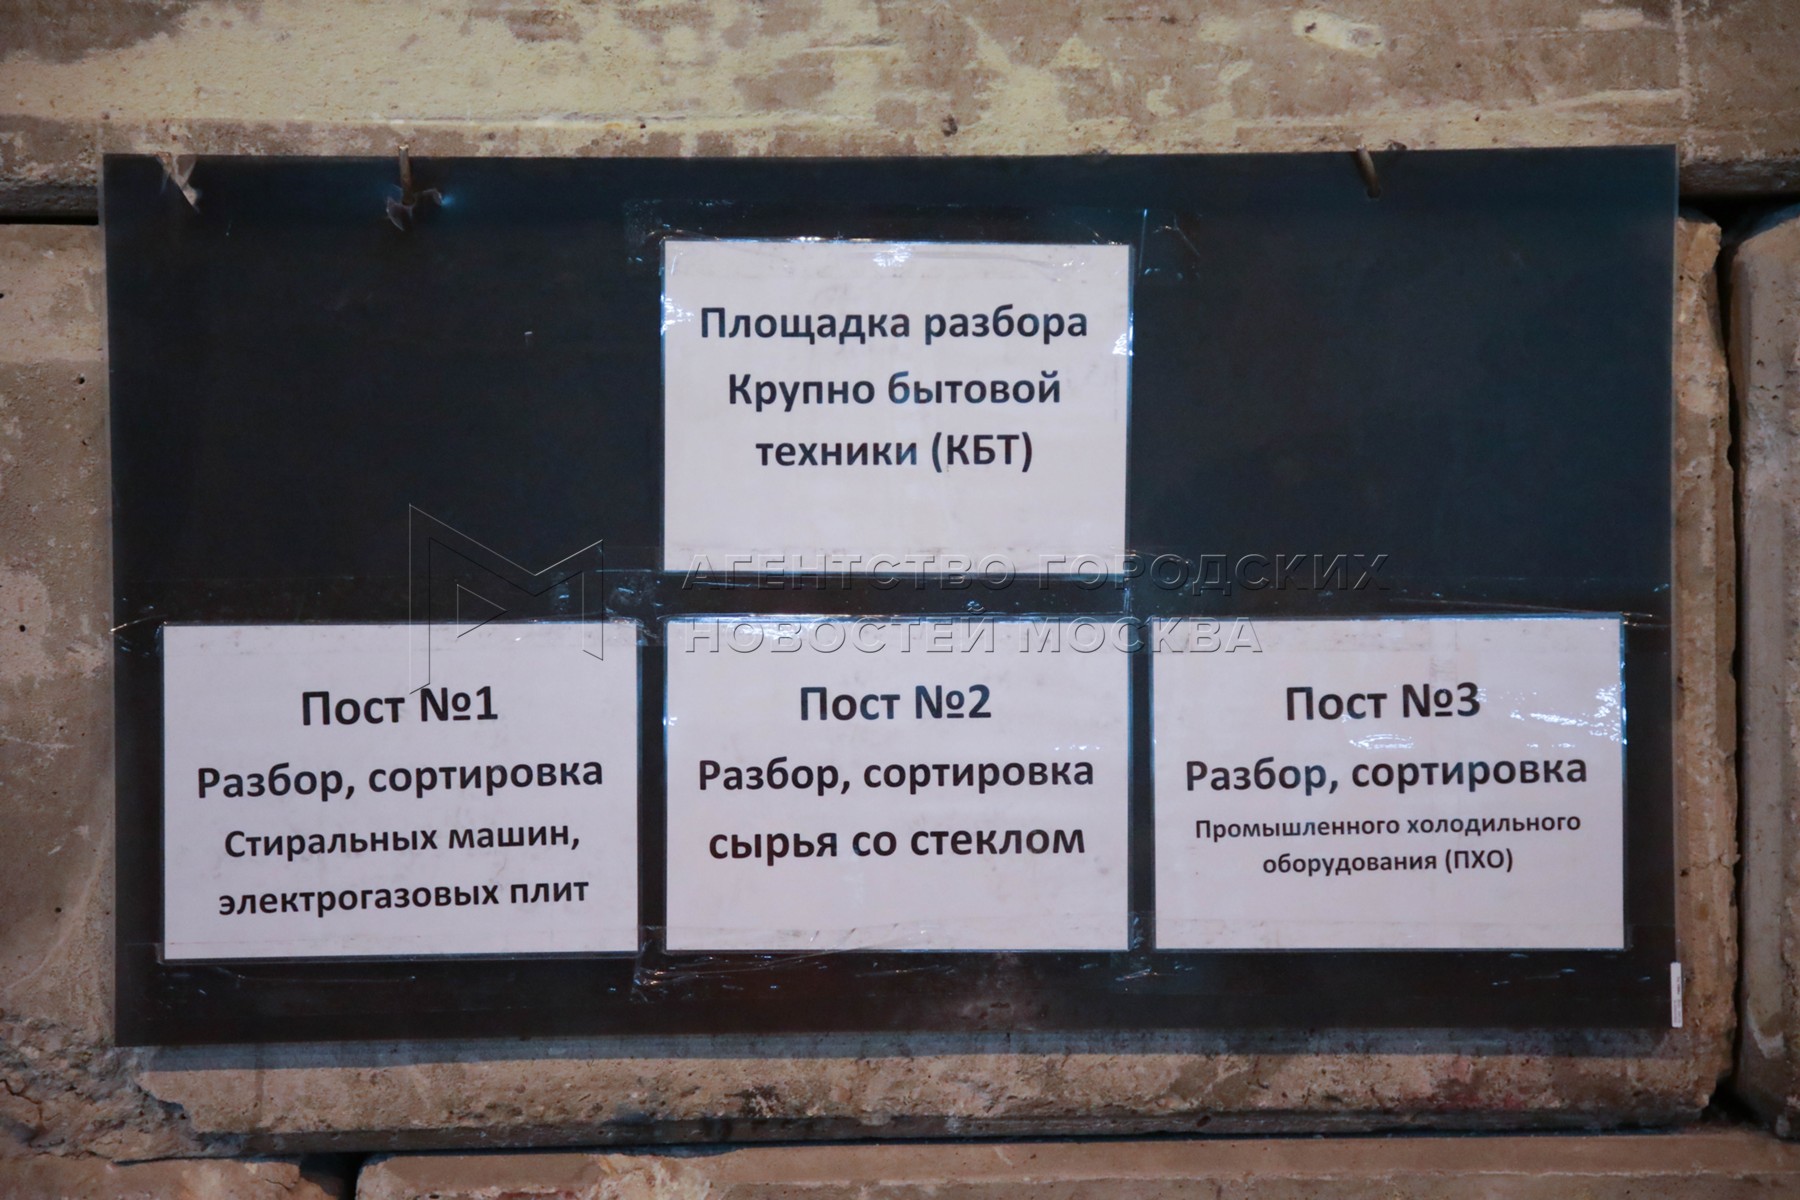 Площадка разбора
Крупно бытовой
техники (КБТ)
АГЕНТСТВО ГОРОДСКИХ
НОВОСТЕЙ МОСКВА
Пост №1
Разбор, сортировка
Стиральных машин,
электрогазовых плит
Пост №2
Разбор, сортировка
сырья со стеклом
Пост №3
Разбор, сортировка
Промышленного холодильного
оборудования (ПХО)